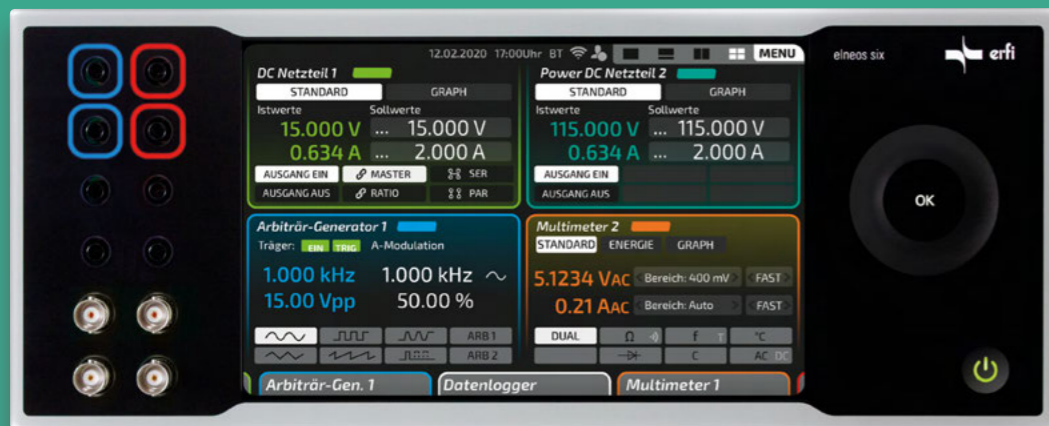 12.02.2020 17:00Uhr BT MENU
elneos six erfi
DC Netzteil 1
STANDARD GRAPH
Istwerte Sollwerte
15.000 V ... 15.000 V
0.634 A ... 2.000 A
AUSGANG EIN MASTER SER
AUSGANG AUS RATIO PAR
Power DC Netzteil 2
STANDARD GRAPH
Istwerte Sollwerte
115.000 V ... 115.000 V
0.634 A ... 2.000 A
AUSGANG EIN
AUSGANG AUS
Arbiträr-Generator 1
Träger: EIN TRIG A-Modulation
1.000 kHz 1.000 kHz
15.00 Vpp 50.00 %
ARB 1
ARB 2
Multimeter 2
STANDARD ENERGIE GRAPH
5.1234 VAC <Bereich: 400 mV> <FAST>
0.21 AAC <Bereich: Auto> <FAST>
DUAL Ω f T °C
C AC DC
Arbiträr-Gen. 1 Datenlogger Multimeter 1
OK